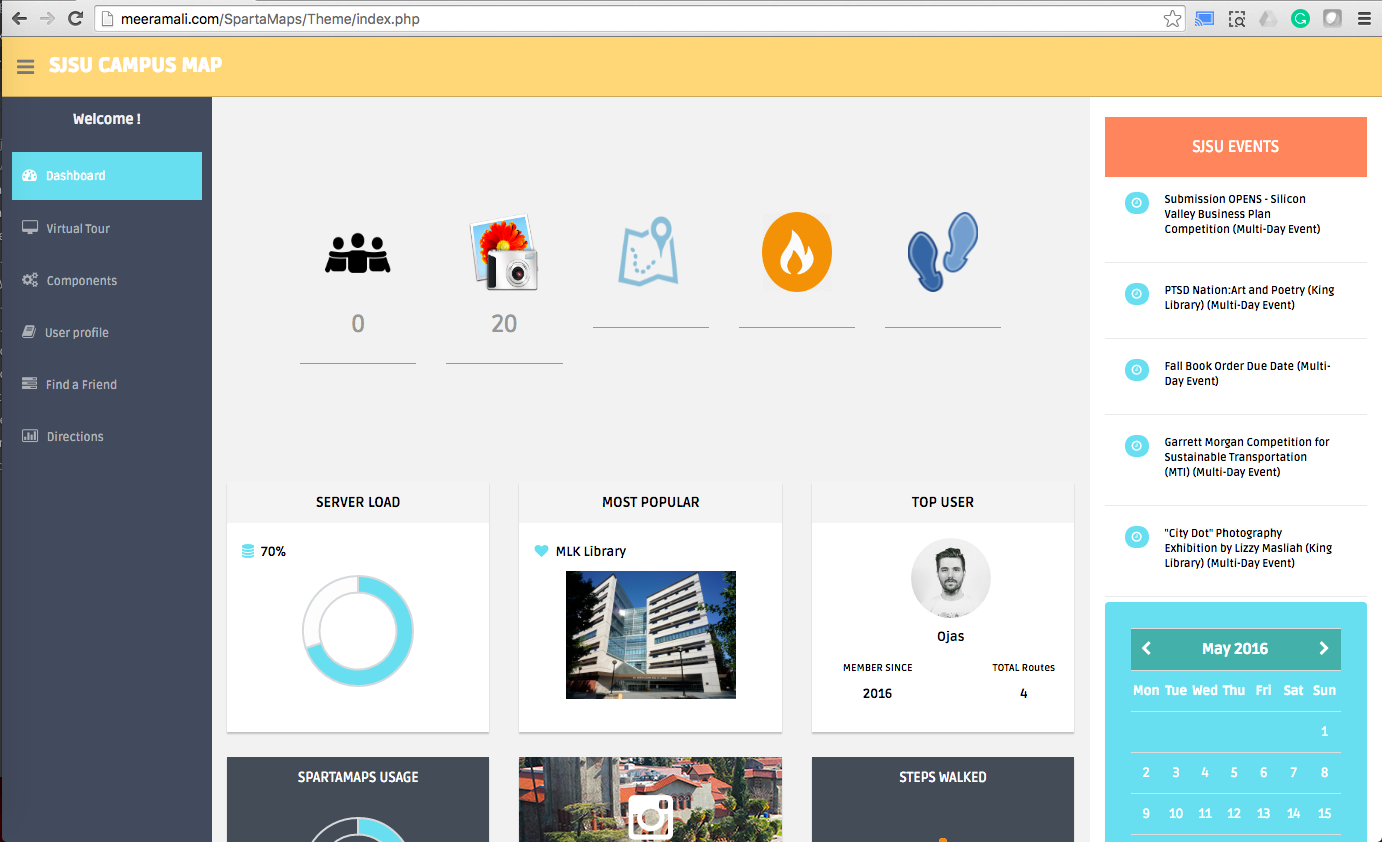 meeramali.com/SpartaMaps/Theme/index.php
SJSU CAMPUS MAP
Welcome !
Dashboard
Virtual Tour
Components
User profile
Find a Friend
Directions
0
20
SERVER LOAD
70%
MOST POPULAR
MLK Library
TOP USER
Ojas
MEMBER SINCE
TOTAL Routes
2016
4
SPARTAMAPS USAGE
STEPS WALKED
SJSU EVENTS
Submission OPENS - Silicon
Valley Business Plan
Competition (Multi-Day Event)
PTSD Nation:Art and Poetry (King
Library) (Multi-Day Event)
Fall Book Order Due Date (Multi-
Day Event)
Garrett Morgan Competition for
Sustainable Transportation
(MTI) (Multi-Day Event)
"City Dot" Photography
Exhibition by Lizzy Masliah (King
Library) (Multi-Day Event)
May 2016
Mon Tue Wed Thu Fri Sat Sun
1
2 3 4 5 6 7 8
9 10 11 12 13 14 15